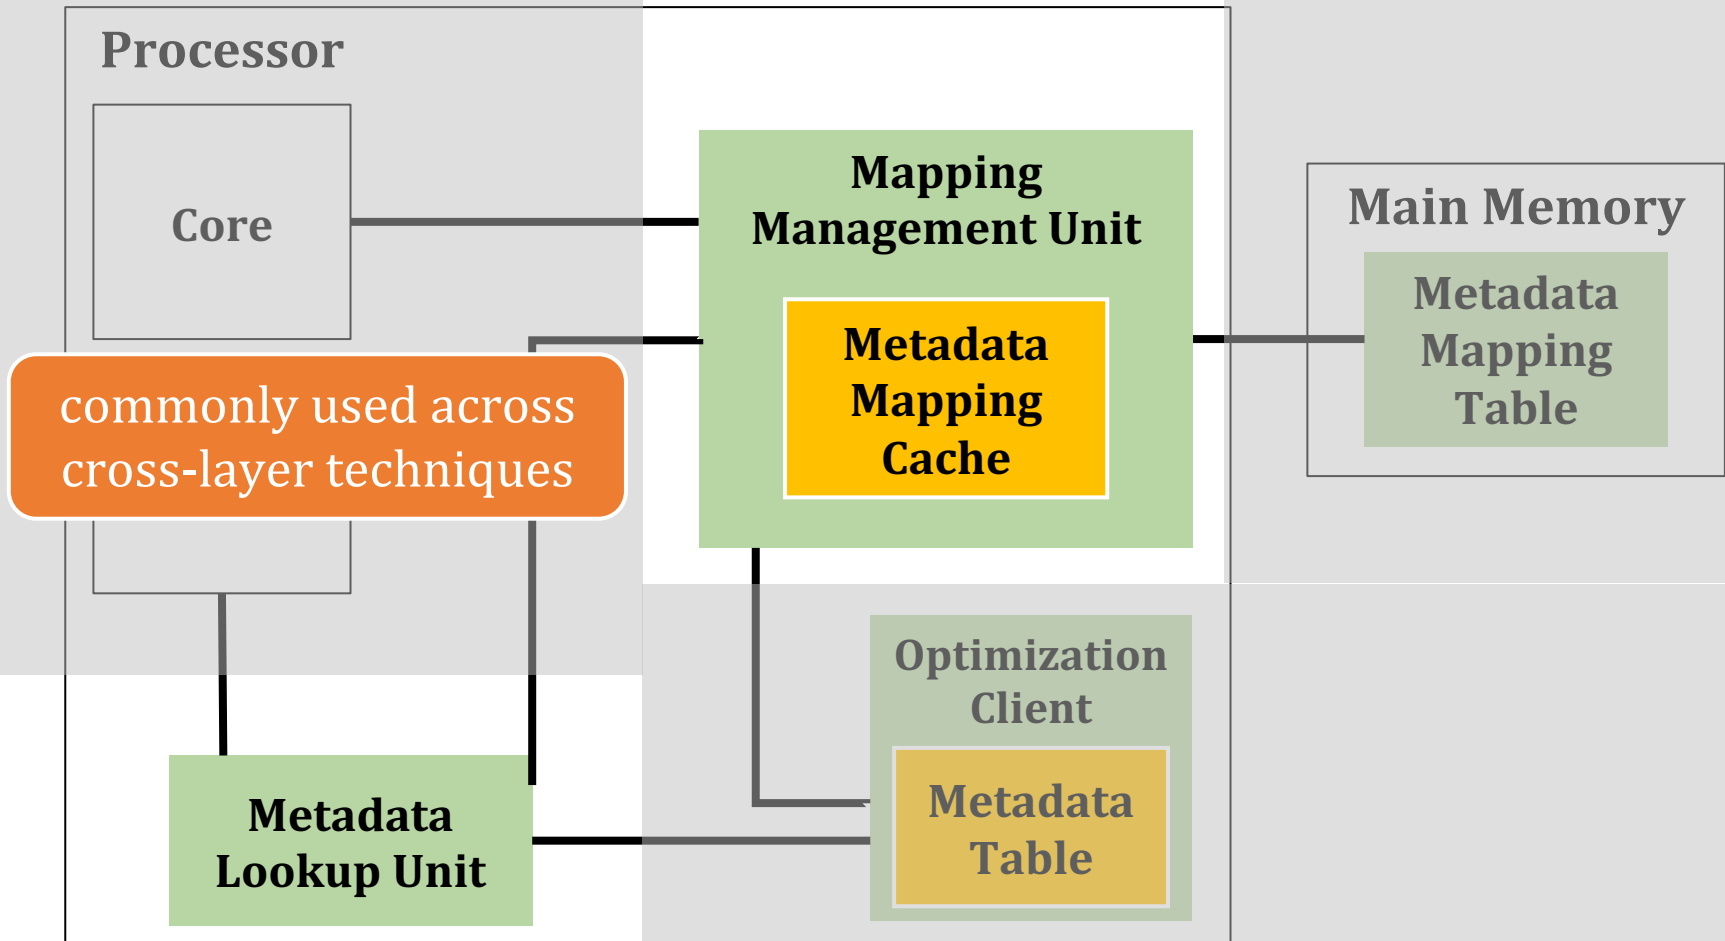 Processor
Core
commonly used across
cross-layer techniques
Mapping
Management Unit
Metadata
Mapping
Cache
Main Memory
Metadata
Mapping
Table
Optimization
Client
Metadata
Table
Metadata
Lookup Unit